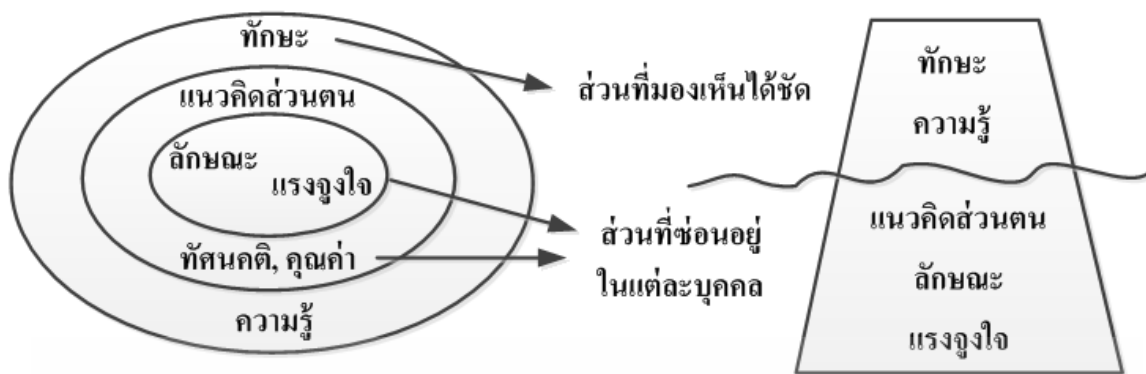 ทักษะ
แนวคิดส่วนตน
ลักษณะ
แรงจูงใจ
ทัศนคติ, คุณค่า
ความรู้
ส่วนที่มองเห็นได้ชัด
ส่วนที่ซ่อนอยู่
ในแต่ละบุคคล
ทักษะ
ความรู้
แนวคิดส่วนตน
ลักษณะ
แรงจูงใจ